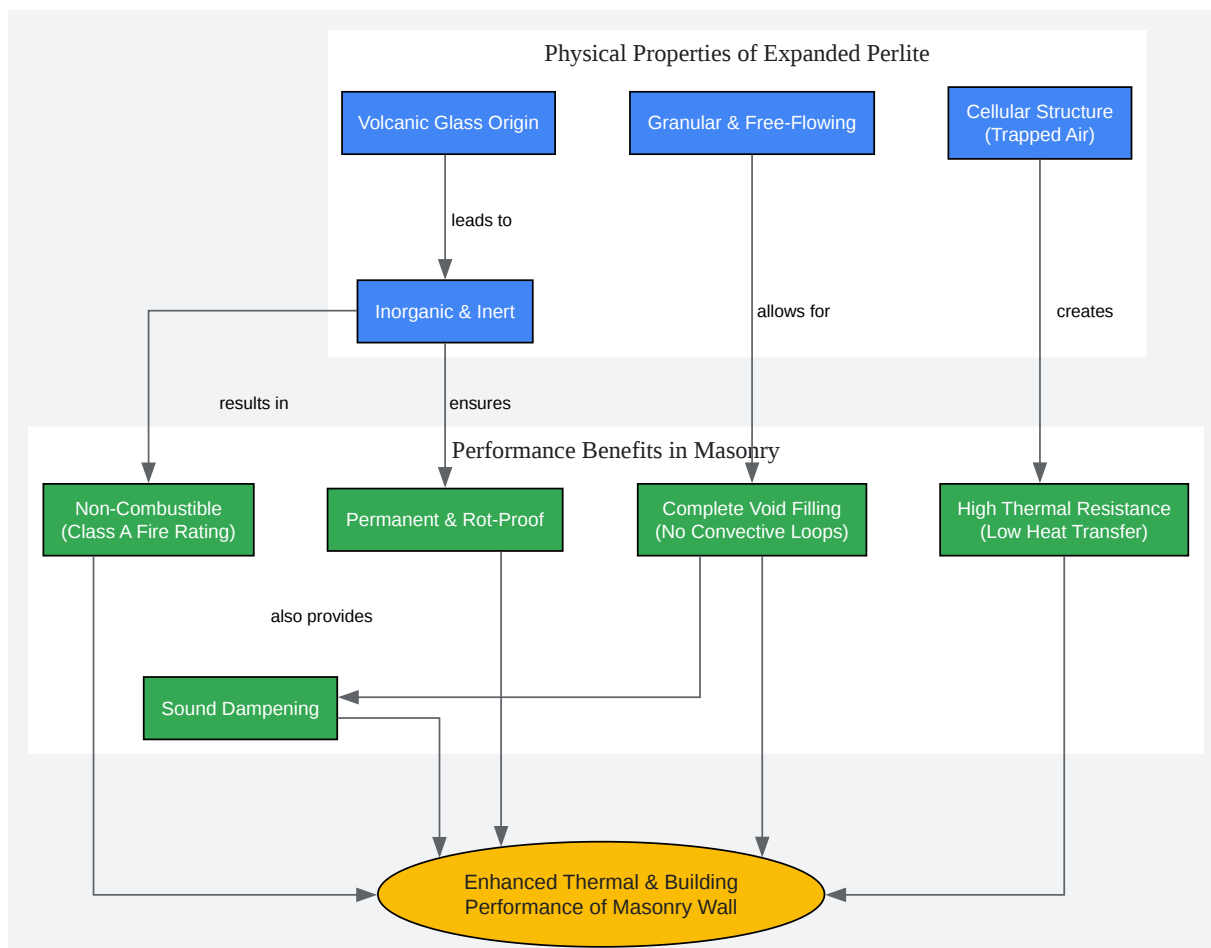 Physical Properties of Expanded Perlite
Volcanic Glass Origin
Granular & Free-Flowing
Cellular Structure
(Trapped Air)
leads to
Inorganic & Inert
allows for
creates
results in
ensures
Performance Benefits in Masonry
Non-Combustible
(Class A Fire Rating)
Permanent & Rot-Proof
Complete Void Filling
(No Convective Loops)
High Thermal Resistance
(Low Heat Transfer)
also provides
Sound Dampening
Enhanced Thermal & Building
Performance of Masonry Wall